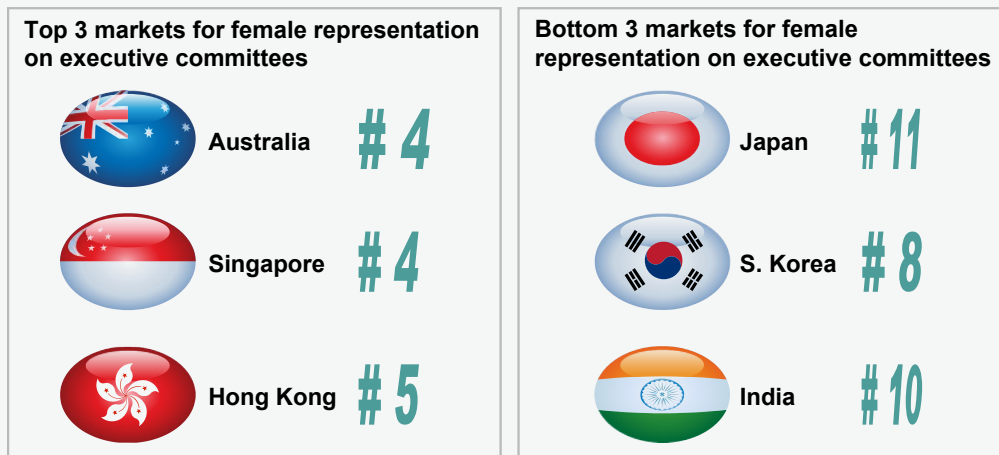 Top 3 markets for female representation
on executive committees
Australia # 4
Singapore # 4
Hong Kong # 5
Bottom 3 markets for female
representation on executive committees
Japan # 11
S. Korea # 8
India # 10